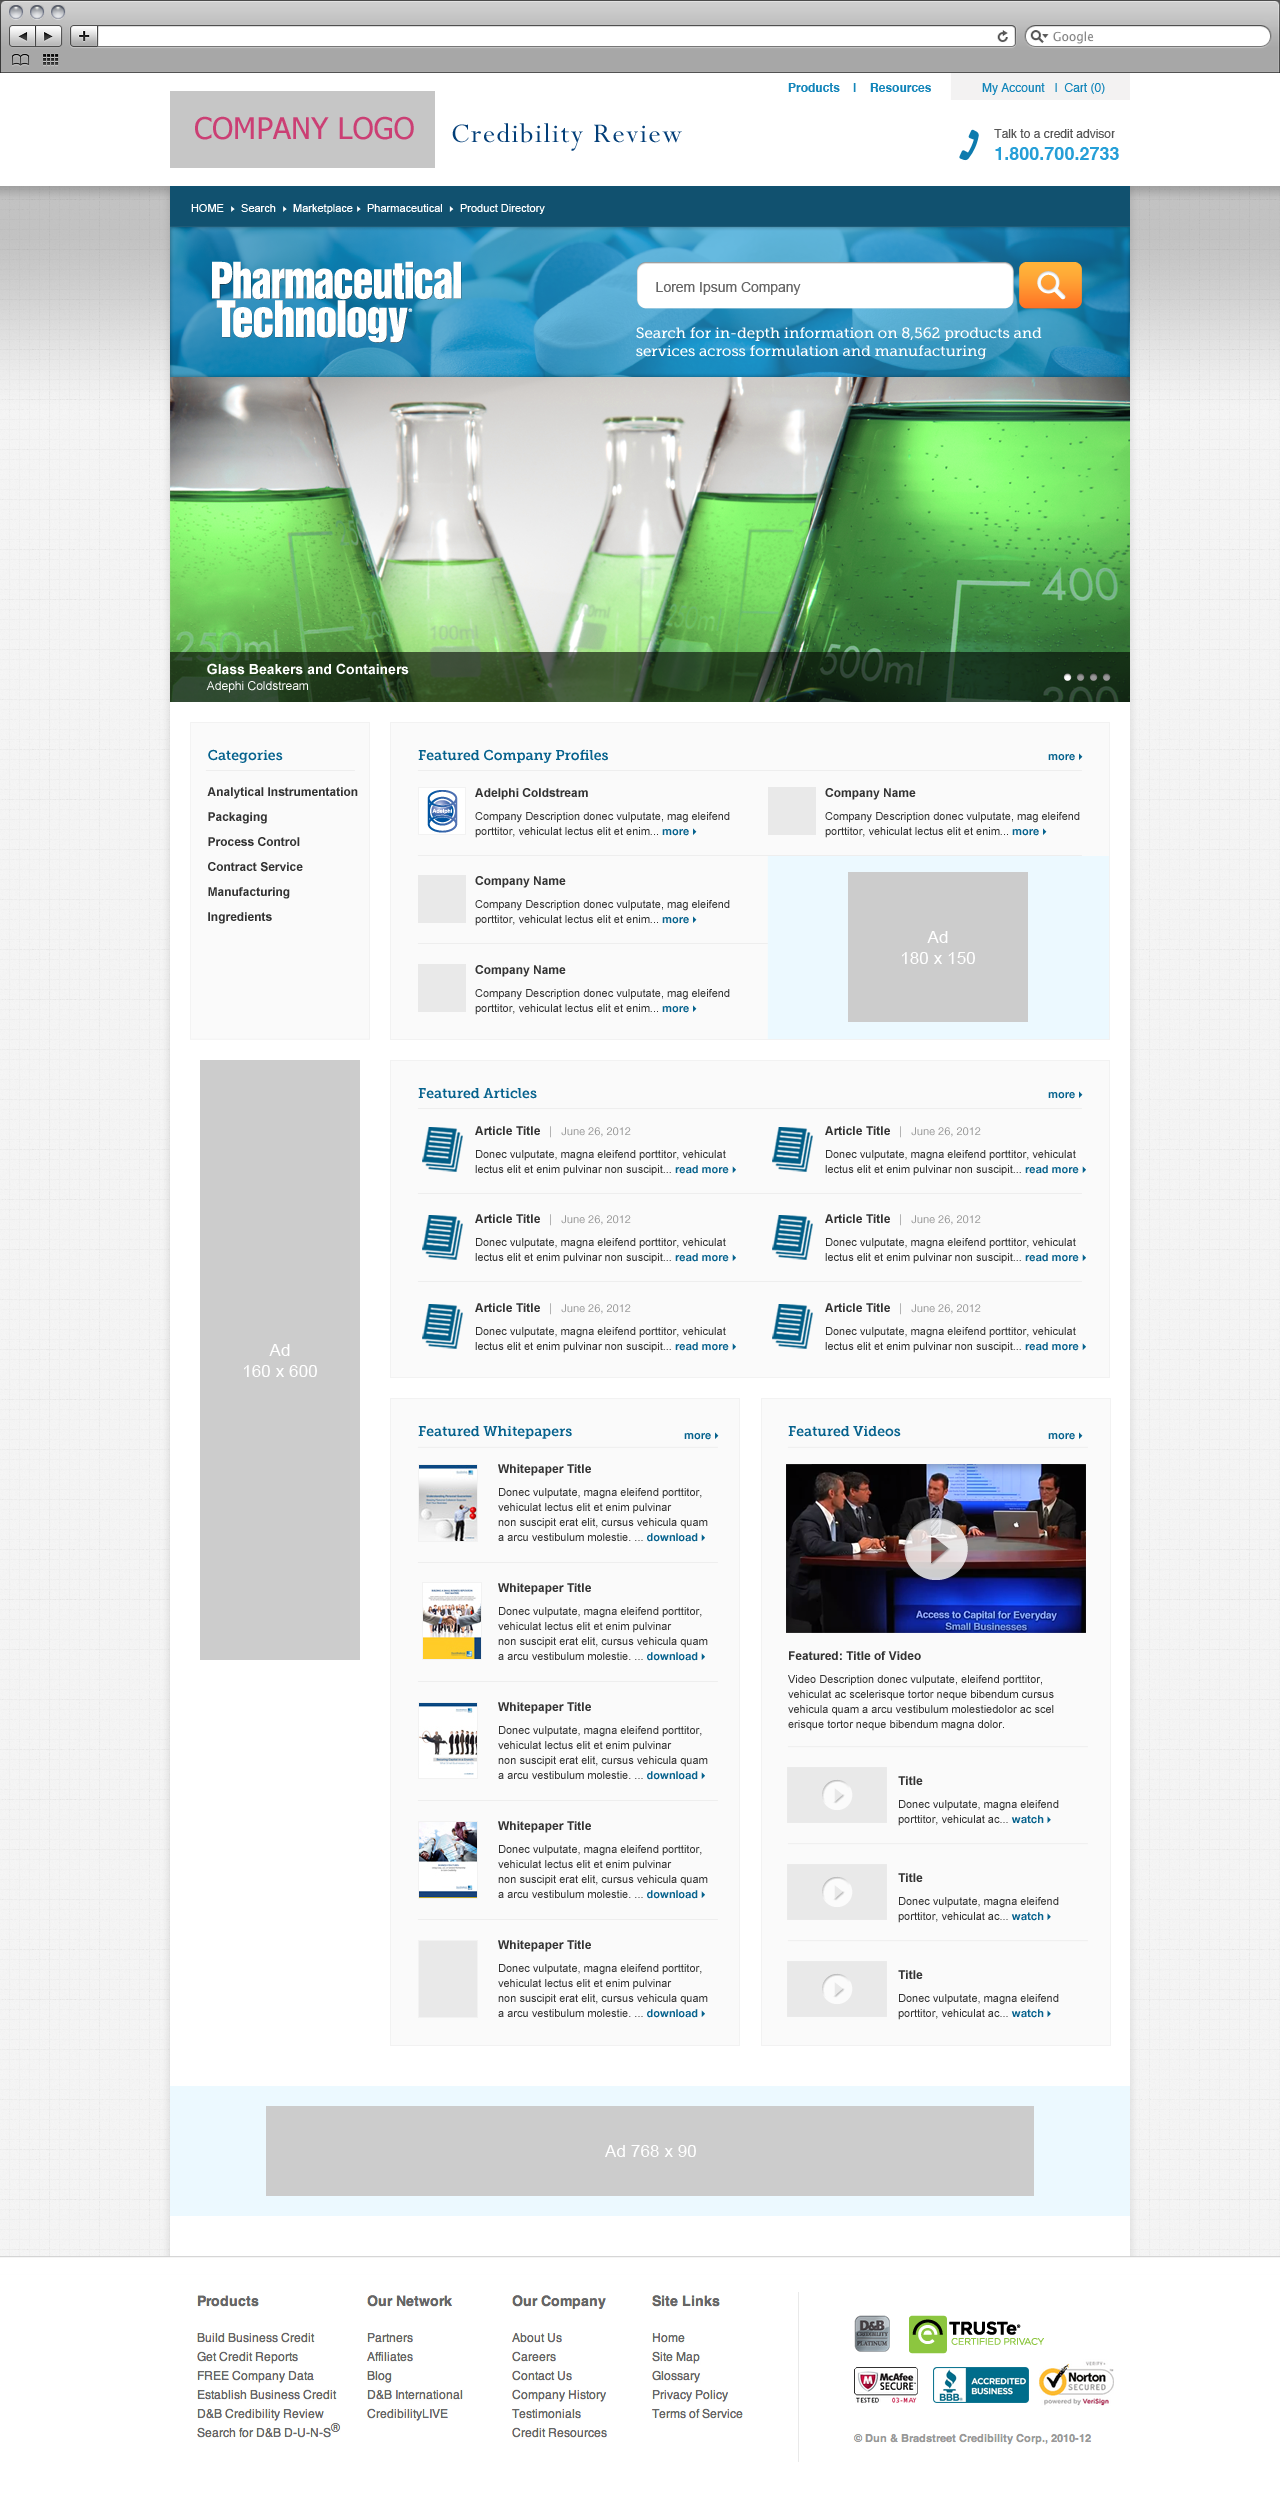 Google
Products | Resources
My Account | Cart (0)
COMPANY LOGO
Credibility Review
Talk to a credit advisor
1.800.700.2733
HOME Search Marketplace Pharmaceutical Product Directory
Pharmaceutical
Technology
Lorem Ipsum Company
Search for in-depth information on 8,562 products and
services across formulation and manufacturing
400
250ml
100ml
500ml
Glass Beakers and Containers
Adephi Coldstream
Categories
Analytical Instrumentation
Packaging
Process Control
Contract Service
Manufacturing
Ingredients
Featured Company Profiles
more
Adelphi
Adelphi Coldstream
Company Description donec vulputate, mag eleifend
porttitor, vehiculat lectus elit et enim... more
Company Name
Company Description donec vulputate, mag eleifend
porttitor, vehiculat lectus elit et enim... more
Company Name
Company Description donec vulputate, mag eleifend
porttitor, vehiculat lectus elit et enim... more
Ad
180 x 150
Company Name
Company Description donec vulputate, mag eleifend
porttitor, vehiculat lectus elit et enim... more
Ad
160 x 600
Featured Articles
more
Article Title | June 26, 2012
Donec vulputate, magna eleifend porttitor, vehiculat
lectus elit et enim pulvinar non suscipit... read more
Article Title | June 26, 2012
Donec vulputate, magna eleifend porttitor, vehiculat
lectus elit et enim pulvinar non suscipit... read more
Article Title | June 26, 2012
Donec vulputate, magna eleifend porttitor, vehiculat
lectus elit et enim pulvinar non suscipit... read more
Article Title | June 26, 2012
Donec vulputate, magna eleifend porttitor, vehiculat
lectus elit et enim pulvinar non suscipit... read more
Article Title | June 26, 2012
Donec vulputate, magna eleifend porttitor, vehiculat
lectus elit et enim pulvinar non suscipit... read more
Article Title | June 26, 2012
Donec vulputate, magna eleifend porttitor, vehiculat
lectus elit et enim pulvinar non suscipit... read more
Featured Whitepapers
more
Whitepaper Title
Donec vulputate, magna eleifend porttitor,
vehiculat lectus elit et enim pulvinar
non suscipit erat elit, cursus vehicula quam
a arcu vestibulum molestie. ... download
Whitepaper Title
Donec vulputate, magna eleifend porttitor,
vehiculat lectus elit et enim pulvinar
non suscipit erat elit, cursus vehicula quam
a arcu vestibulum molestie. ... download
Whitepaper Title
Donec vulputate, magna eleifend porttitor,
vehiculat lectus elit et enim pulvinar
non suscipit erat elit, cursus vehicula quam
a arcu vestibulum molestie. ... download
Whitepaper Title
Donec vulputate, magna eleifend porttitor,
vehiculat lectus elit et enim pulvinar
non suscipit erat elit, cursus vehicula quam
a arcu vestibulum molestie. ... download
Whitepaper Title
Donec vulputate, magna eleifend porttitor,
vehiculat lectus elit et enim pulvinar
non suscipit erat elit, cursus vehicula quam
a arcu vestibulum molestie. ... download
Featured Videos
more
Access to Capital for Everyday
Small Businesses
Featured: Title of Video
Video Description donec vulputate, eleifend porttitor,
vehiculat ac scelerisque tortor neque bibendum cursus
vehicula quam a arcu vestibulum molestiedolor ac scel
erisque tortor neque bibendum magna dolor.
Title
Donec vulputate, magna eleifend
porttitor, vehiculat ac... watch
Title
Donec vulputate, magna eleifend
porttitor, vehiculat ac... watch
Title
Donec vulputate, magna eleifend
porttitor, vehiculat ac... watch
Ad 768 x 90
Products
Build Business Credit
Get Credit Reports
FREE Company Data
Establish Business Credit
D&B Credibility Review
Search for D&B D-U-N-S®
Our Network
Partners
Affiliates
Blog
D&B International
CredibilityLIVE
Our Company
About Us
Careers
Contact Us
Company History
Testimonials
Credit Resources
Site Links
Home
Site Map
Glossary
Privacy Policy
Terms of Service
D&B
CREDIBILITY
PLATINUM
TRUSTe
CERTIFIED PRIVACY
McAfee
SECURE
TESTED 03-MAY
BBB
ACCREDITED
BUSINESS
VERIFY
Norton
SECURED
powered by VeriSign
© Dun & Bradstreet Credibility Corp., 2010-12